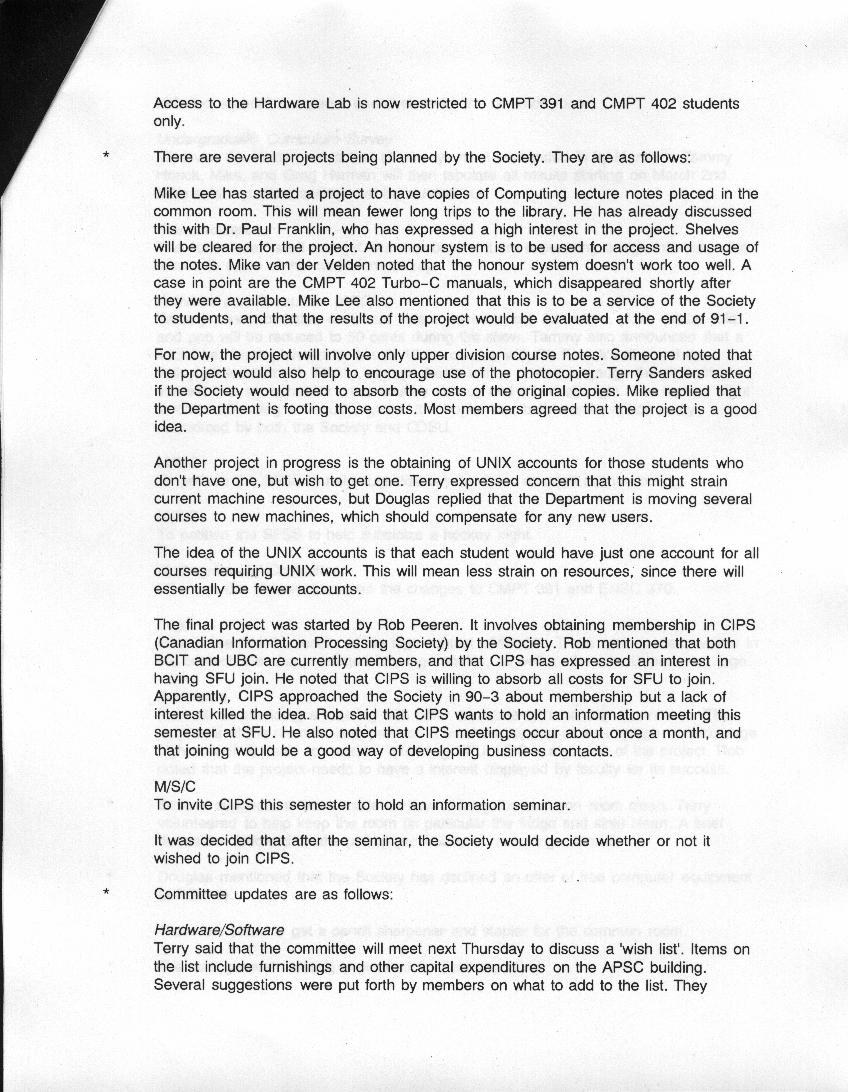 Access to the Hardware Lab is now restricted to CMPT 391 and CMPT 402 students
only.
* There are several projects being planned by the Society. They are as follows:
Mike Lee has started a project to have copies of Computing lecture notes placed in the
common room. This will mean fewer long trips to the library. He has already discussed
this with Dr. Paul Franklin, who has expressed a high interest in the project. Shelves
will be cleared for the project. An honour system is to be used for access and usage of
the notes. Mike van der Velden noted that the honour system doesn't work too well. A
case in point are the CMPT 402 Turbo-C manuals, which disappeared shortly after
they were available. Mike Lee also mentioned that this is to be a service of the Society
to students, and that the results of the project would be evaluated at the end of 91-1.
For now, the project will involve only upper division course notes. Someone noted that
the project would also help to encourage use of the photocopier. Terry Sanders asked
if the Society would need to absorb the costs of the original copies. Mike replied that
the Department is footing those costs. Most members agreed that the project is a good
idea.
Another project in progress is the obtaining of UNIX accounts for those students who
don't have one, but wish to get one. Terry expressed concern that this might strain
current machine resources, but Douglas replied that the Department is moving several
courses to new machines, which should compensate for any new users.
The idea of the UNIX accounts is that each student would have just one account for all
courses requiring UNIX work. This will mean less strain on resources, since there will
essentially be fewer accounts.
The final project was started by Rob Peeren. It involves obtaining membership in CIPS
(Canadian Information Processing Society) by the Society. Rob mentioned that both
BCIT and UBC are currently members, and that CIPS has expressed an interest in
having SFU join. He noted that CIPS is willing to absorb all costs for SFU to join.
Apparently, CIPS approached the Society in 90-3 about membership but a lack of
interest killed the idea. Rob said that CIPS wants to hold an information meeting this
semester at SFU. He also noted that CIPS meetings occur about once a month, and
that joining would be a good way of developing business contacts.
M/S/C
To invite CIPS this semester to hold an information seminar.
It was decided that after the seminar, the Society would decide whether or not it
wished to join CIPS.
* Committee updates are as follows:
Hardware/Software
Terry said that the committee will meet next Thursday to discuss a 'wish list'. Items on
the list include furnishings and other capital expenditures on the APSC building.
Several suggestions were put forth by members on what to add to the list. They